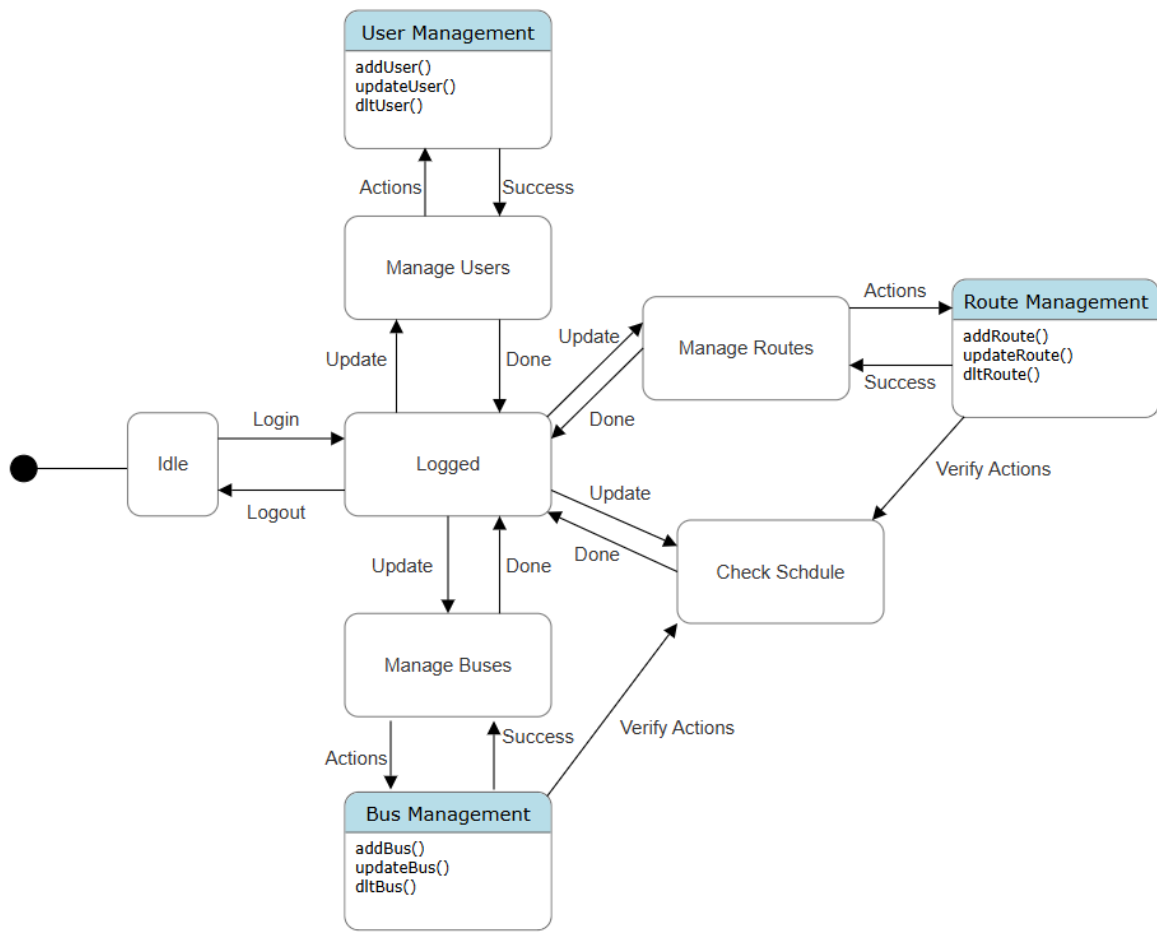 User Management
addUser()
updateUser()
dltUser()
Actions
Success
Manage Users
Update
Done
Update
Done
Manage Routes
Actions
Success
Route Management
addRoute()
updateRoute()
dltRoute()
Idle
Login
Logout
Logged
Verify Actions
Update
Done
Check Schdule
Update
Done
Manage Buses
Actions
Success
Verify Actions
Bus Management
addBus()
updateBus()
dltBus()